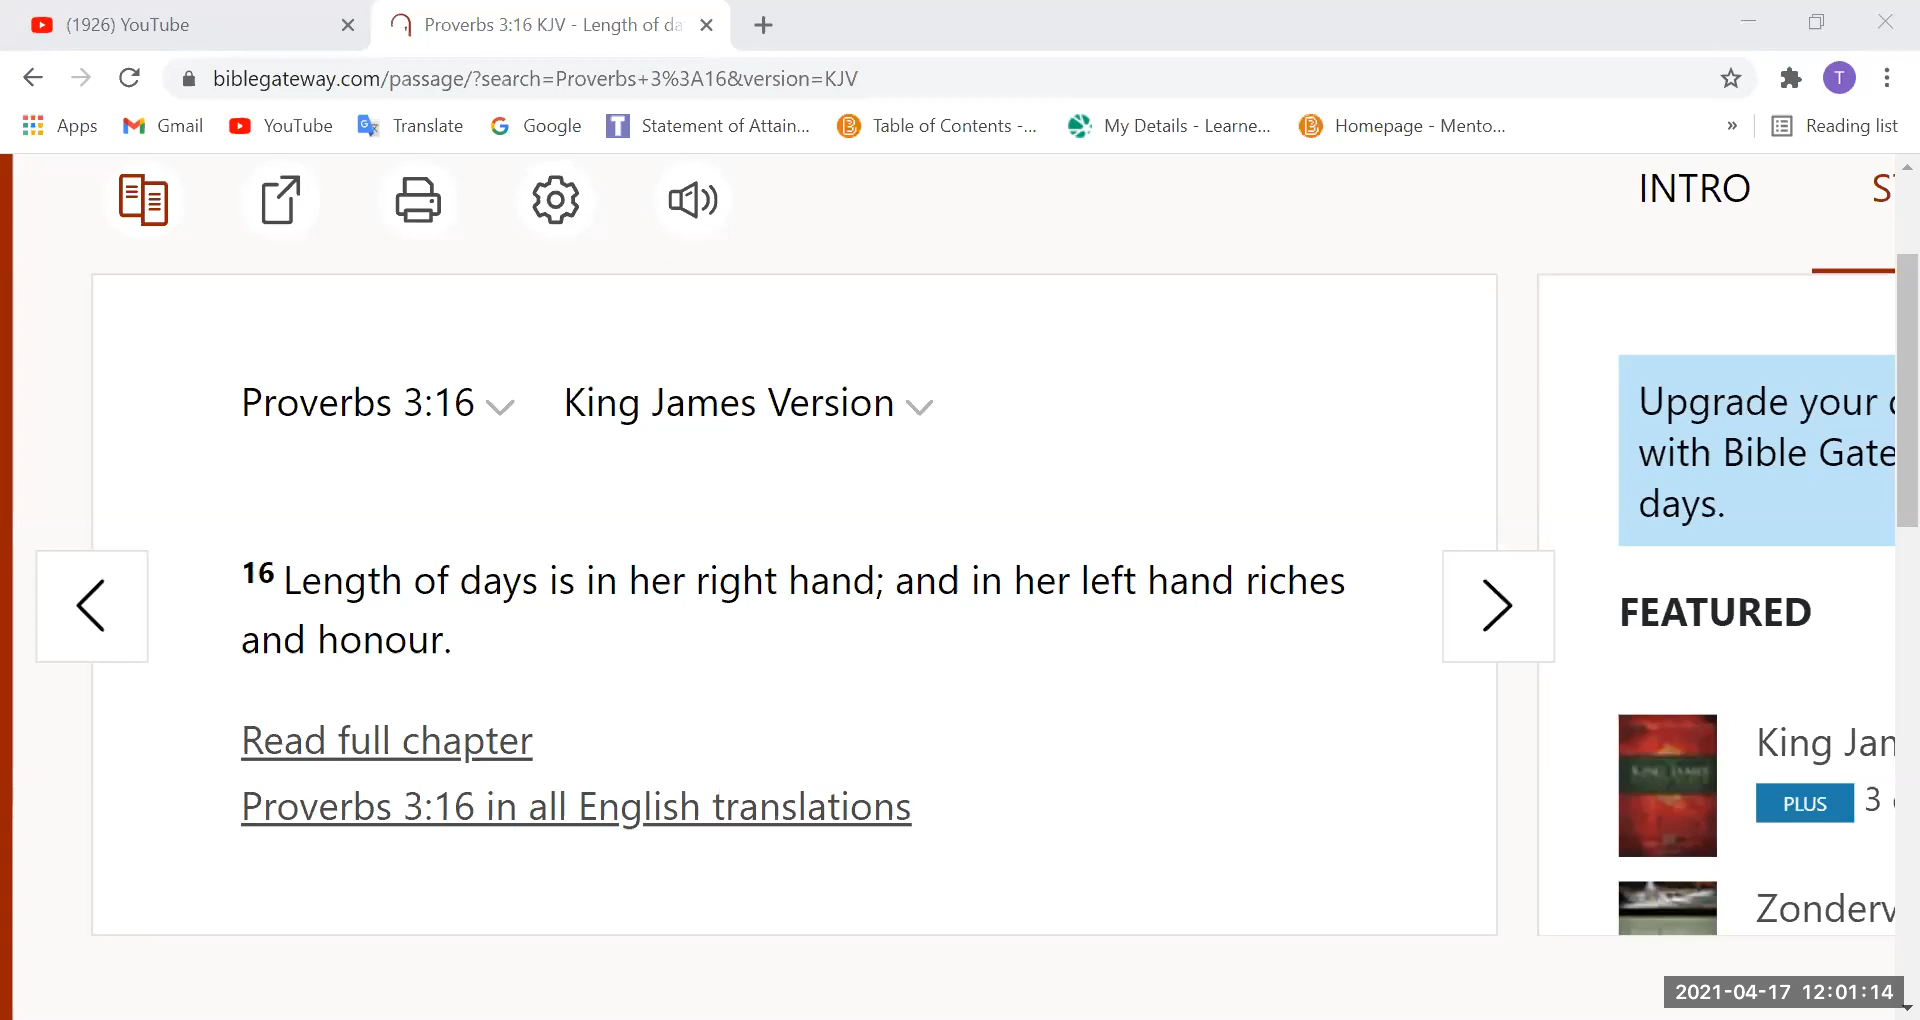 (1926) YouTube
Proverbs 3:16 KJV - Length of da
biblegateway.com/passage/?search=Proverbs+3%3A16&version=KJV
T
Apps Gmail YouTube Translate Google Statement of Attain... Table of Contents -... My Details - Learne... Homepage - Mento... » Reading list
INTRO
Proverbs 3:16 King James Version
16 Length of days is in her right hand; and in her left hand riches
and honour.
Read full chapter
Proverbs 3:16 in all English translations
Upgrade your
with Bible Gate
days.
FEATURED
KING JAMES
King Jam
PLUS 3
Zonderv
2021-04-17 12:01:14